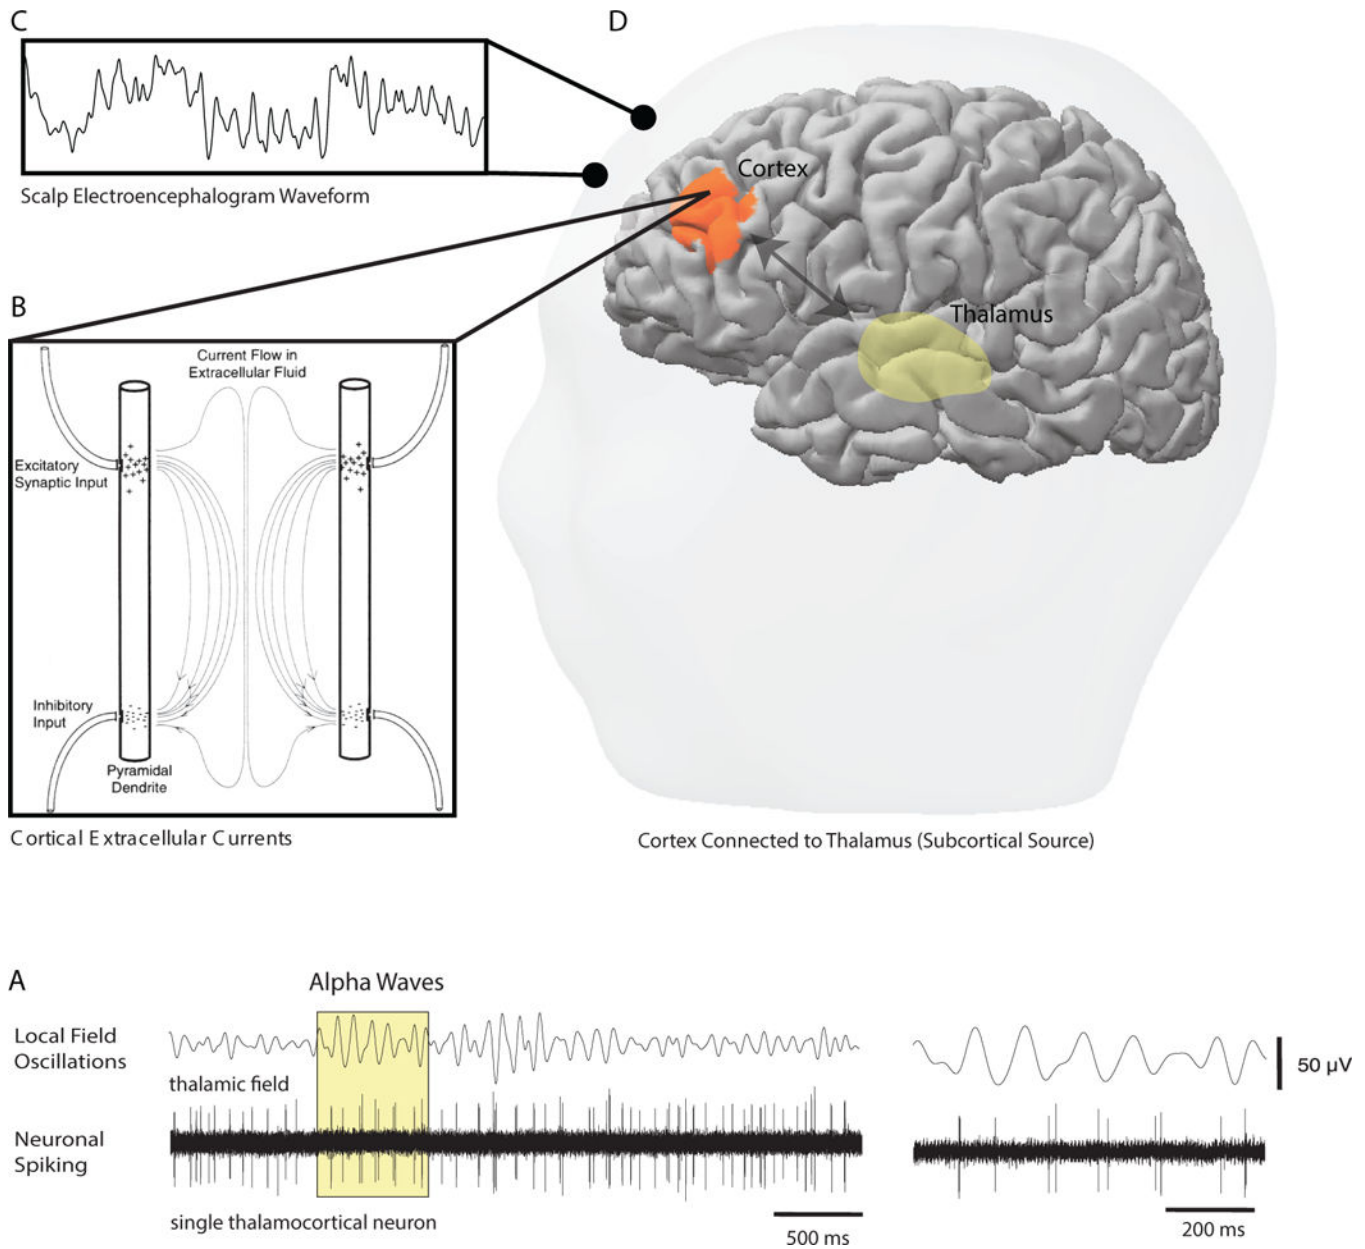 C
Scalp Electroencephalogram Waveform
D
Cortex
Thalamus
Cortex Connected to Thalamus (Subcortical Source)
B
Current Flow in
Extracellular Fluid
Excitatory
Synaptic Input
Inhibitory
Input
Pyramidal
Dendrite
Cortical Extracellular Currents
A
Alpha Waves
Local Field
Oscillations
thalamic field
50 μV
Neuronal
Spiking
single thalamocortical neuron
500 ms
200 ms